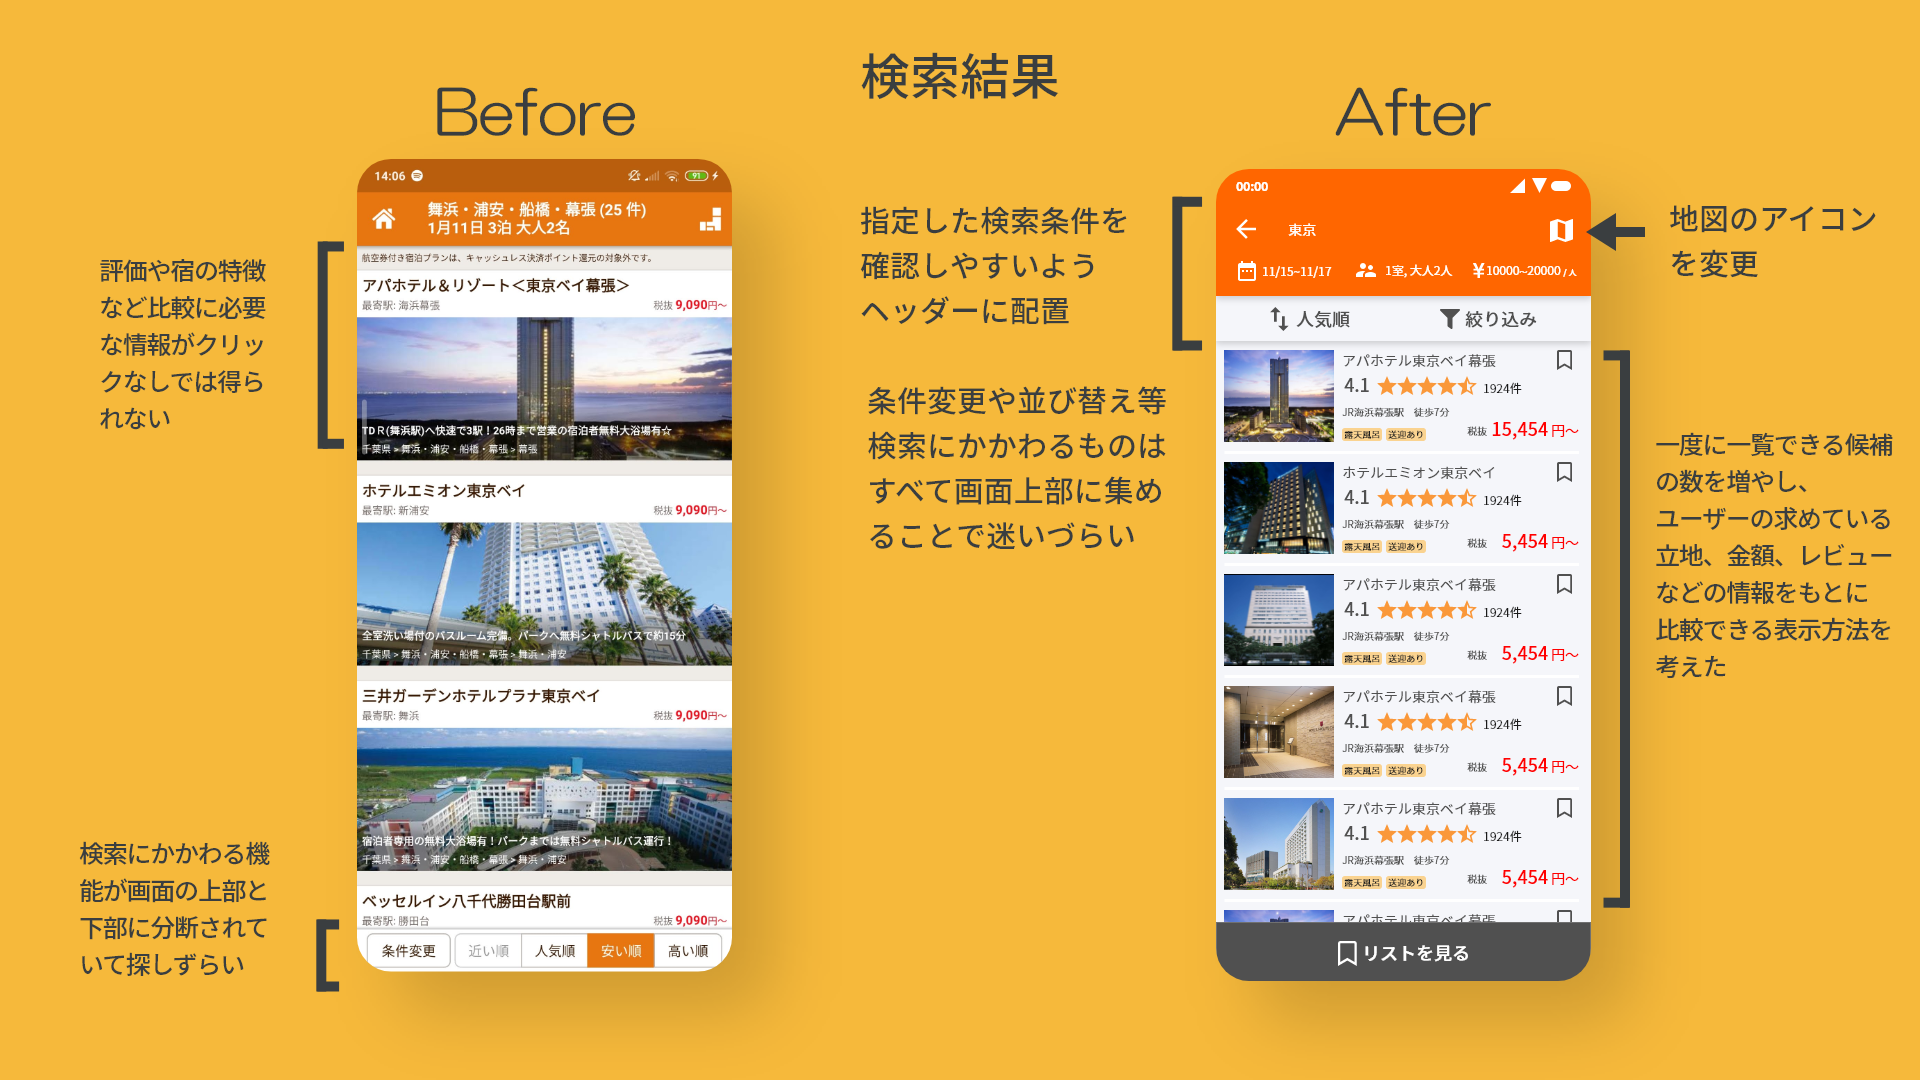 検索結果
Before
After
評価や宿の特徴
など比較に必要
な情報がクリッ
クなしでは得ら
れない
検索にかかわる機
能が画面の上部と
下部に分断されて
いて探しずらい
14:06
91
舞浜・浦安・船橋・幕張 (25 件)
1月11日 3泊 大人2名
航空券付き宿泊プランは、キャッシュレス決済ポイント還元の対象外です。
アパホテル＆リゾート＜東京ベイ幕張＞
最寄駅: 海浜幕張
税抜 9,090円～
TDR(舞浜駅)へ快速で3駅！26時まで営業の宿泊者無料大浴場有☆
千葉県 > 舞浜・浦安・船橋・幕張 > 幕張
ホテルエミオン東京ベイ
最寄駅: 新浦安
税抜 9,090円～
全室洗い場付のバスルーム完備。パークへ無料シャトルバスで約15分
千葉県 > 舞浜・浦安・船橋・幕張 > 舞浜・浦安
三井ガーデンホテルプラナ東京ベイ
最寄駅: 舞浜
税抜 9,090円～
宿泊者専用の無料大浴場有！パークまでは無料シャトルバス運行！
千葉県 > 舞浜・浦安・船橋・幕張 > 舞浜・浦安
ベッセルイン八千代勝田台駅前
最寄駅: 勝田台
税抜 9,090円～
条件変更 近い順 人気順 安い順 高い順
指定した検索条件を
確認しやすいよう
ヘッダーに配置
条件変更や並び替え等
検索にかかわるものは
すべて画面上部に集め
ることで迷いづらい
00:00
東京
11/15~11/17 1室, 大人2人 ¥10000~20000 / 人
人気順 絞り込み
アパホテル東京ベイ幕張
4.1 1924件
JR海浜幕張駅 徒歩7分
露天風呂 送迎あり 税抜 15,454 円～
ホテルエミオン東京ベイ
4.1 1924件
JR海浜幕張駅 徒歩7分
露天風呂 送迎あり 税抜 5,454 円～
アパホテル東京ベイ幕張
4.1 1924件
JR海浜幕張駅 徒歩7分
露天風呂 送迎あり 税抜 5,454 円～
アパホテル東京ベイ幕張
4.1 1924件
JR海浜幕張駅 徒歩7分
露天風呂 送迎あり 税抜 5,454 円～
アパホテル東京ベイ幕張
4.1 1924件
JR海浜幕張駅 徒歩7分
露天風呂 送迎あり 税抜 5,454 円～
アパホテル東京ベイ幕張
リストを見る
地図のアイコン
を変更
一度に一覧できる候補
の数を増やし、
ユーザーの求めている
立地、金額、レビュー
などの情報をもとに
比較できる表示方法を
考えた